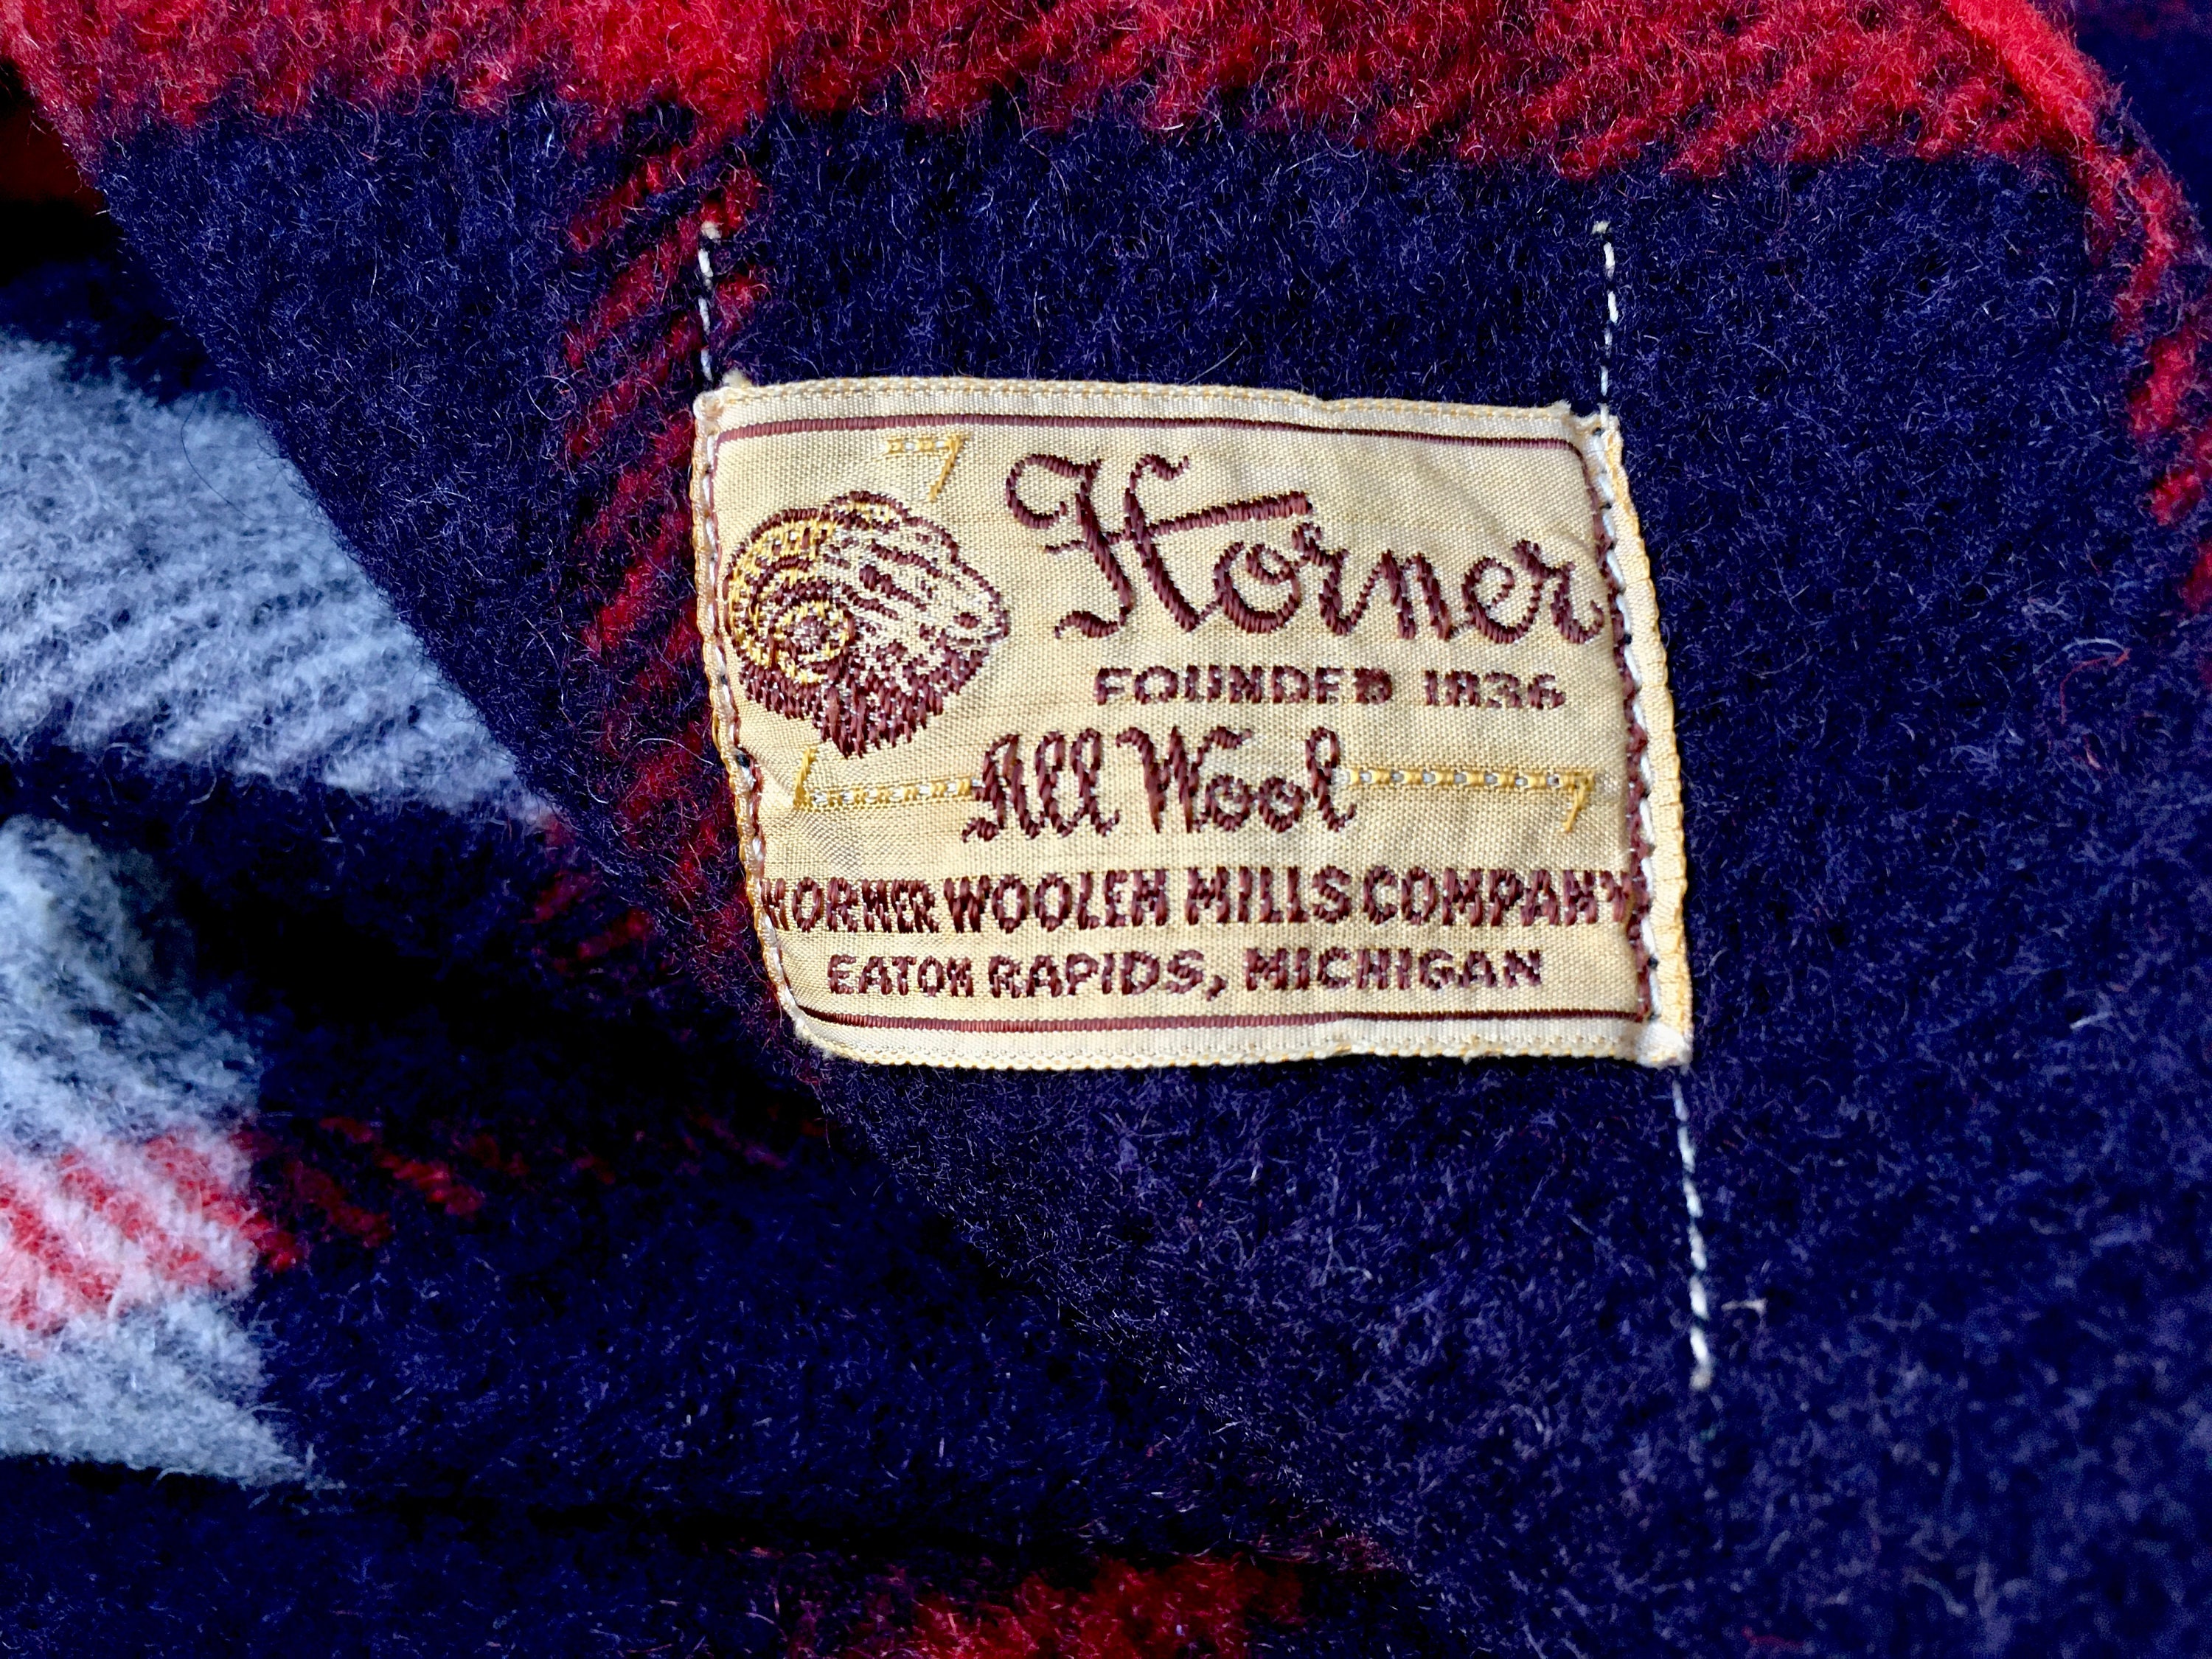 Horner
FOUNDED 1836
All Wool
HORNER WOOLEN MILLS COMPANY
EATON RAPIDS, MICHIGAN